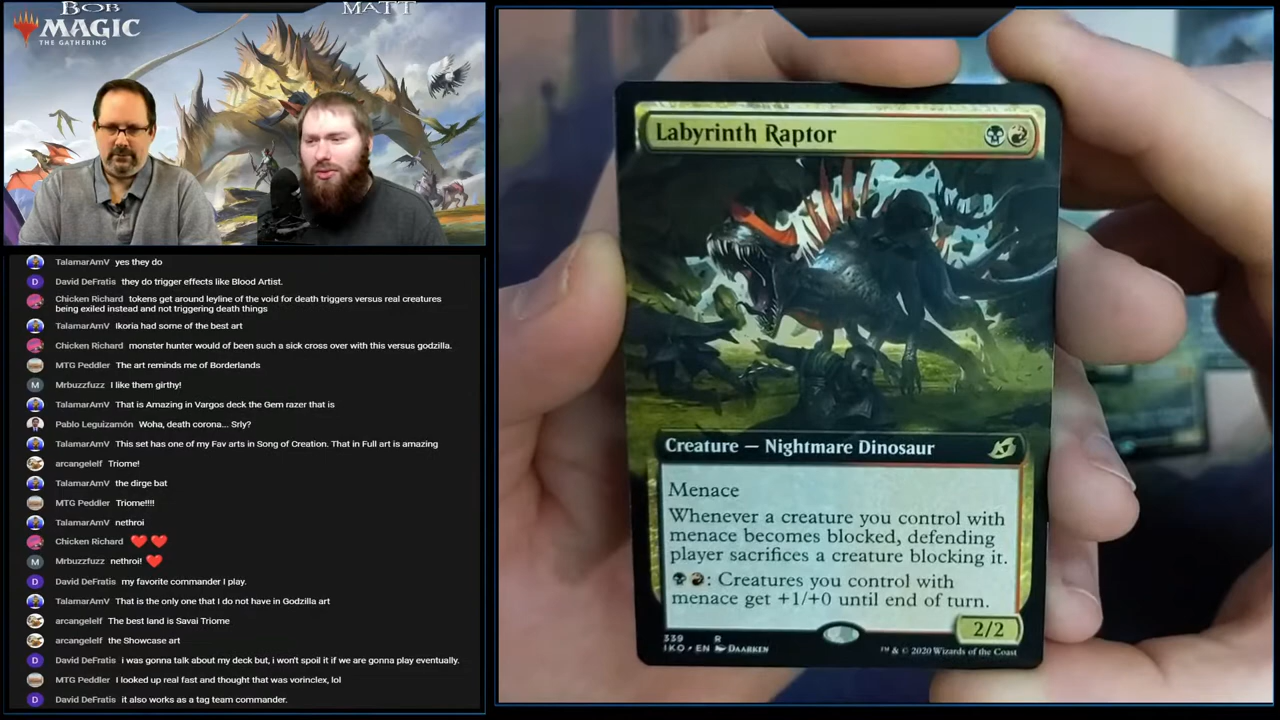 BOB
MATT
MAGIC
THE GATHERING
TalamarAmV yes they do
David DeFratis they do trigger effects like Blood Artist.
Chicken Richard tokens get around leyline of the void for death triggers versus real creatures
being exiled instead and not triggering death things
TalamarAmV Ikoria had some of the best art
Chicken Richard monster hunter would of been such a sick cross over with this versus godzilla.
MTG Peddler The art reminds me of Borderlands
Mrbuzzfuzz I like them girthy!
TalamarAmV That is Amazing in Vargos deck the Gem razer that is
Pablo Leguizamón Woha, death corona... Srly?
TalamarAmV This set has one of my Fav arts in Song of Creation. That in Full art is amazing
arcangelelf Triome!
TalamarAmV the dirge bat
MTG Peddler Triome!!!!
TalamarAmV nethroi
Chicken Richard
Mrbuzzfuzz nethroi!
David DeFratis my favorite commander I play.
TalamarAmV That is the only one that I do not have in Godzilla art
arcangelelf The best land is Savai Triome
arcangelelf the Showcase art
David DeFratis i was gonna talk about my deck but, i won't spoil it if we are gonna play eventually.
MTG Peddler I looked up real fast and thought that was vorinclex, lol
David DeFratis it also works as a tag team commander.
Labyrinth Raptor
Creature — Nightmare Dinosaur
Menace
Whenever a creature you control with
menace becomes blocked, defending
player sacrifices a creature blocking it.
: Creatures you control with
menace get +1/+0 until end of turn.
2/2
339 R
IKO • EN DAARKEN
™ & © 2020 Wizards of the Coast